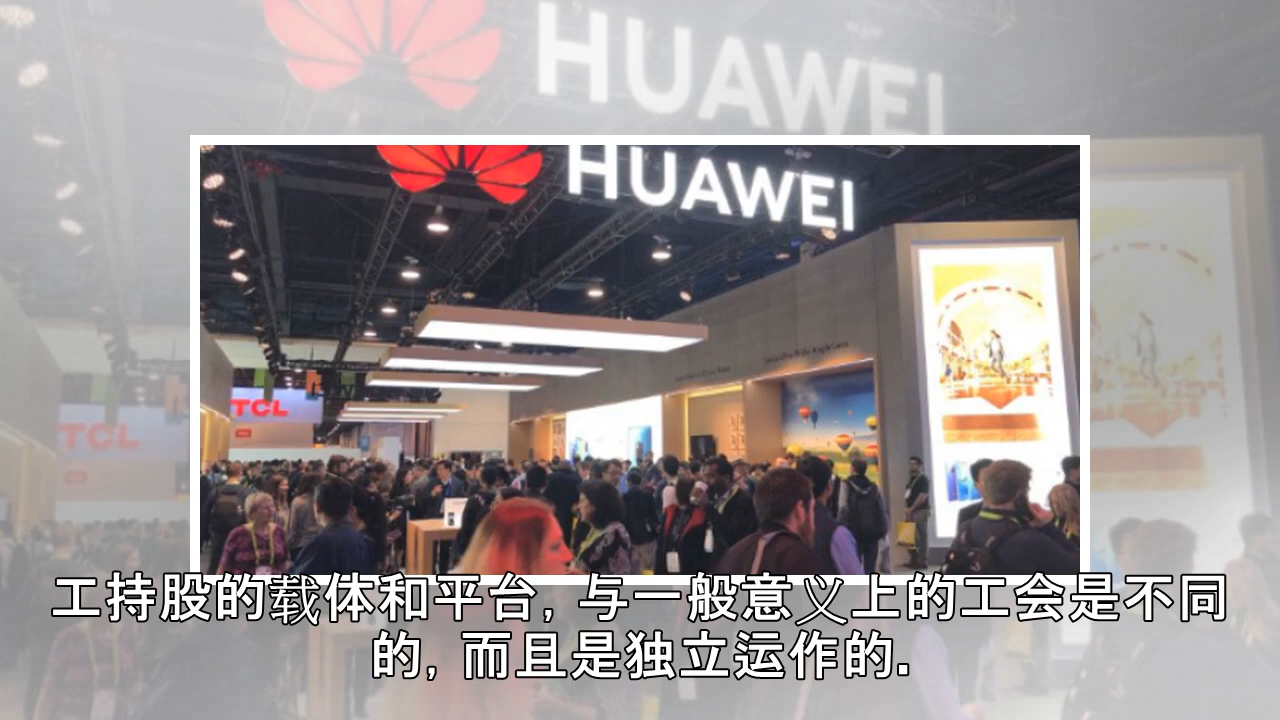 HUAWEI
HUAWEI
TCL
TCL
工持股的载体和平台, 与一般意义上的工会是不同
的, 而且是独立运作的.